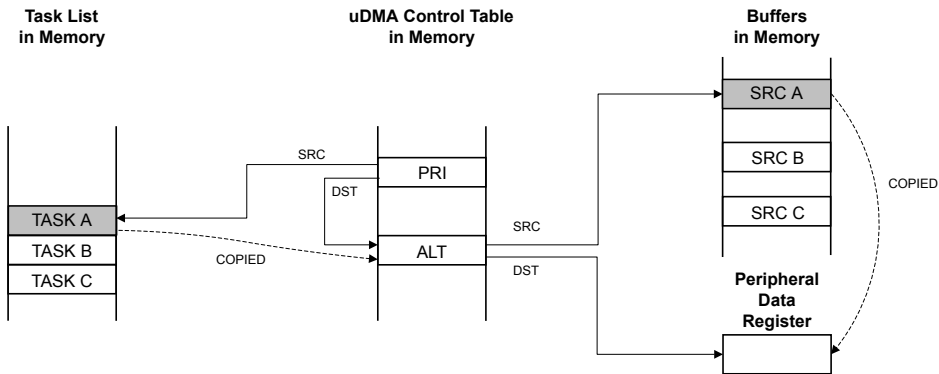 Task List
in Memory
uDMA Control Table
in Memory
Buffers
in Memory
SRC A
SRC
PRI
SRC B
COPIED
DST
SRC C
TASK A
SRC
TASK B
COPIED
ALT
DST
TASK C
Peripheral
Data
Register